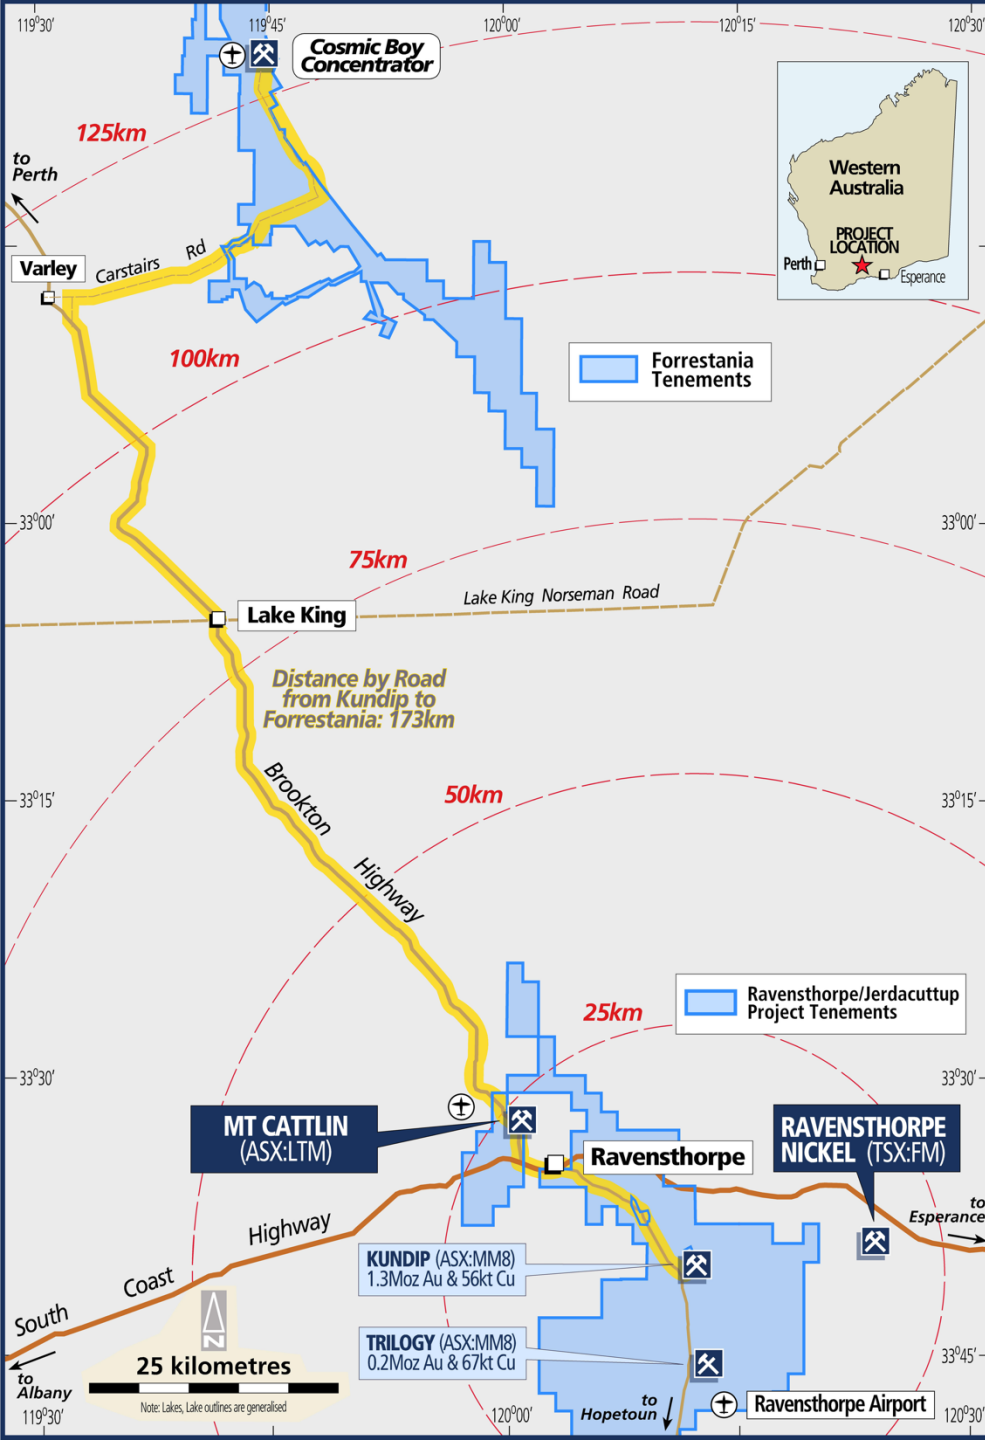 119°30'
119°45'
120°00'
120°15'
120°30'
Cosmic Boy
Concentrator
125km
to
Perth
Western
Australia
PROJECT
LOCATION
Perth
Esperance
Varley
Carstairs Rd
100km
Forrestania
Tenements
33°00'
33°00'
75km
Lake King Norseman Road
Lake King
Distance by Road
from Kundip to
Forrestania: 173km
50km
33°15'
33°15'
Brookton
Highway
Ravensthorpe/Jerdacuttup
Project Tenements
25km
33°30'
33°30'
MT CATTLIN
(ASX:LTM)
RAVENSTHORPE
NICKEL (TSX:FM)
Ravensthorpe
to
Esperance
South Coast Highway
KUNDIP (ASX:MM8)
1.3Moz Au & 56kt Cu
N
TRILOGY (ASX:MM8)
0.2Moz Au & 67kt Cu
33°45'
25 kilometres
Note: Lakes, Lake outlines are generalised
to
Albany
to
Hopetoun
Ravensthorpe Airport
119°30'
120°00'
120°30'